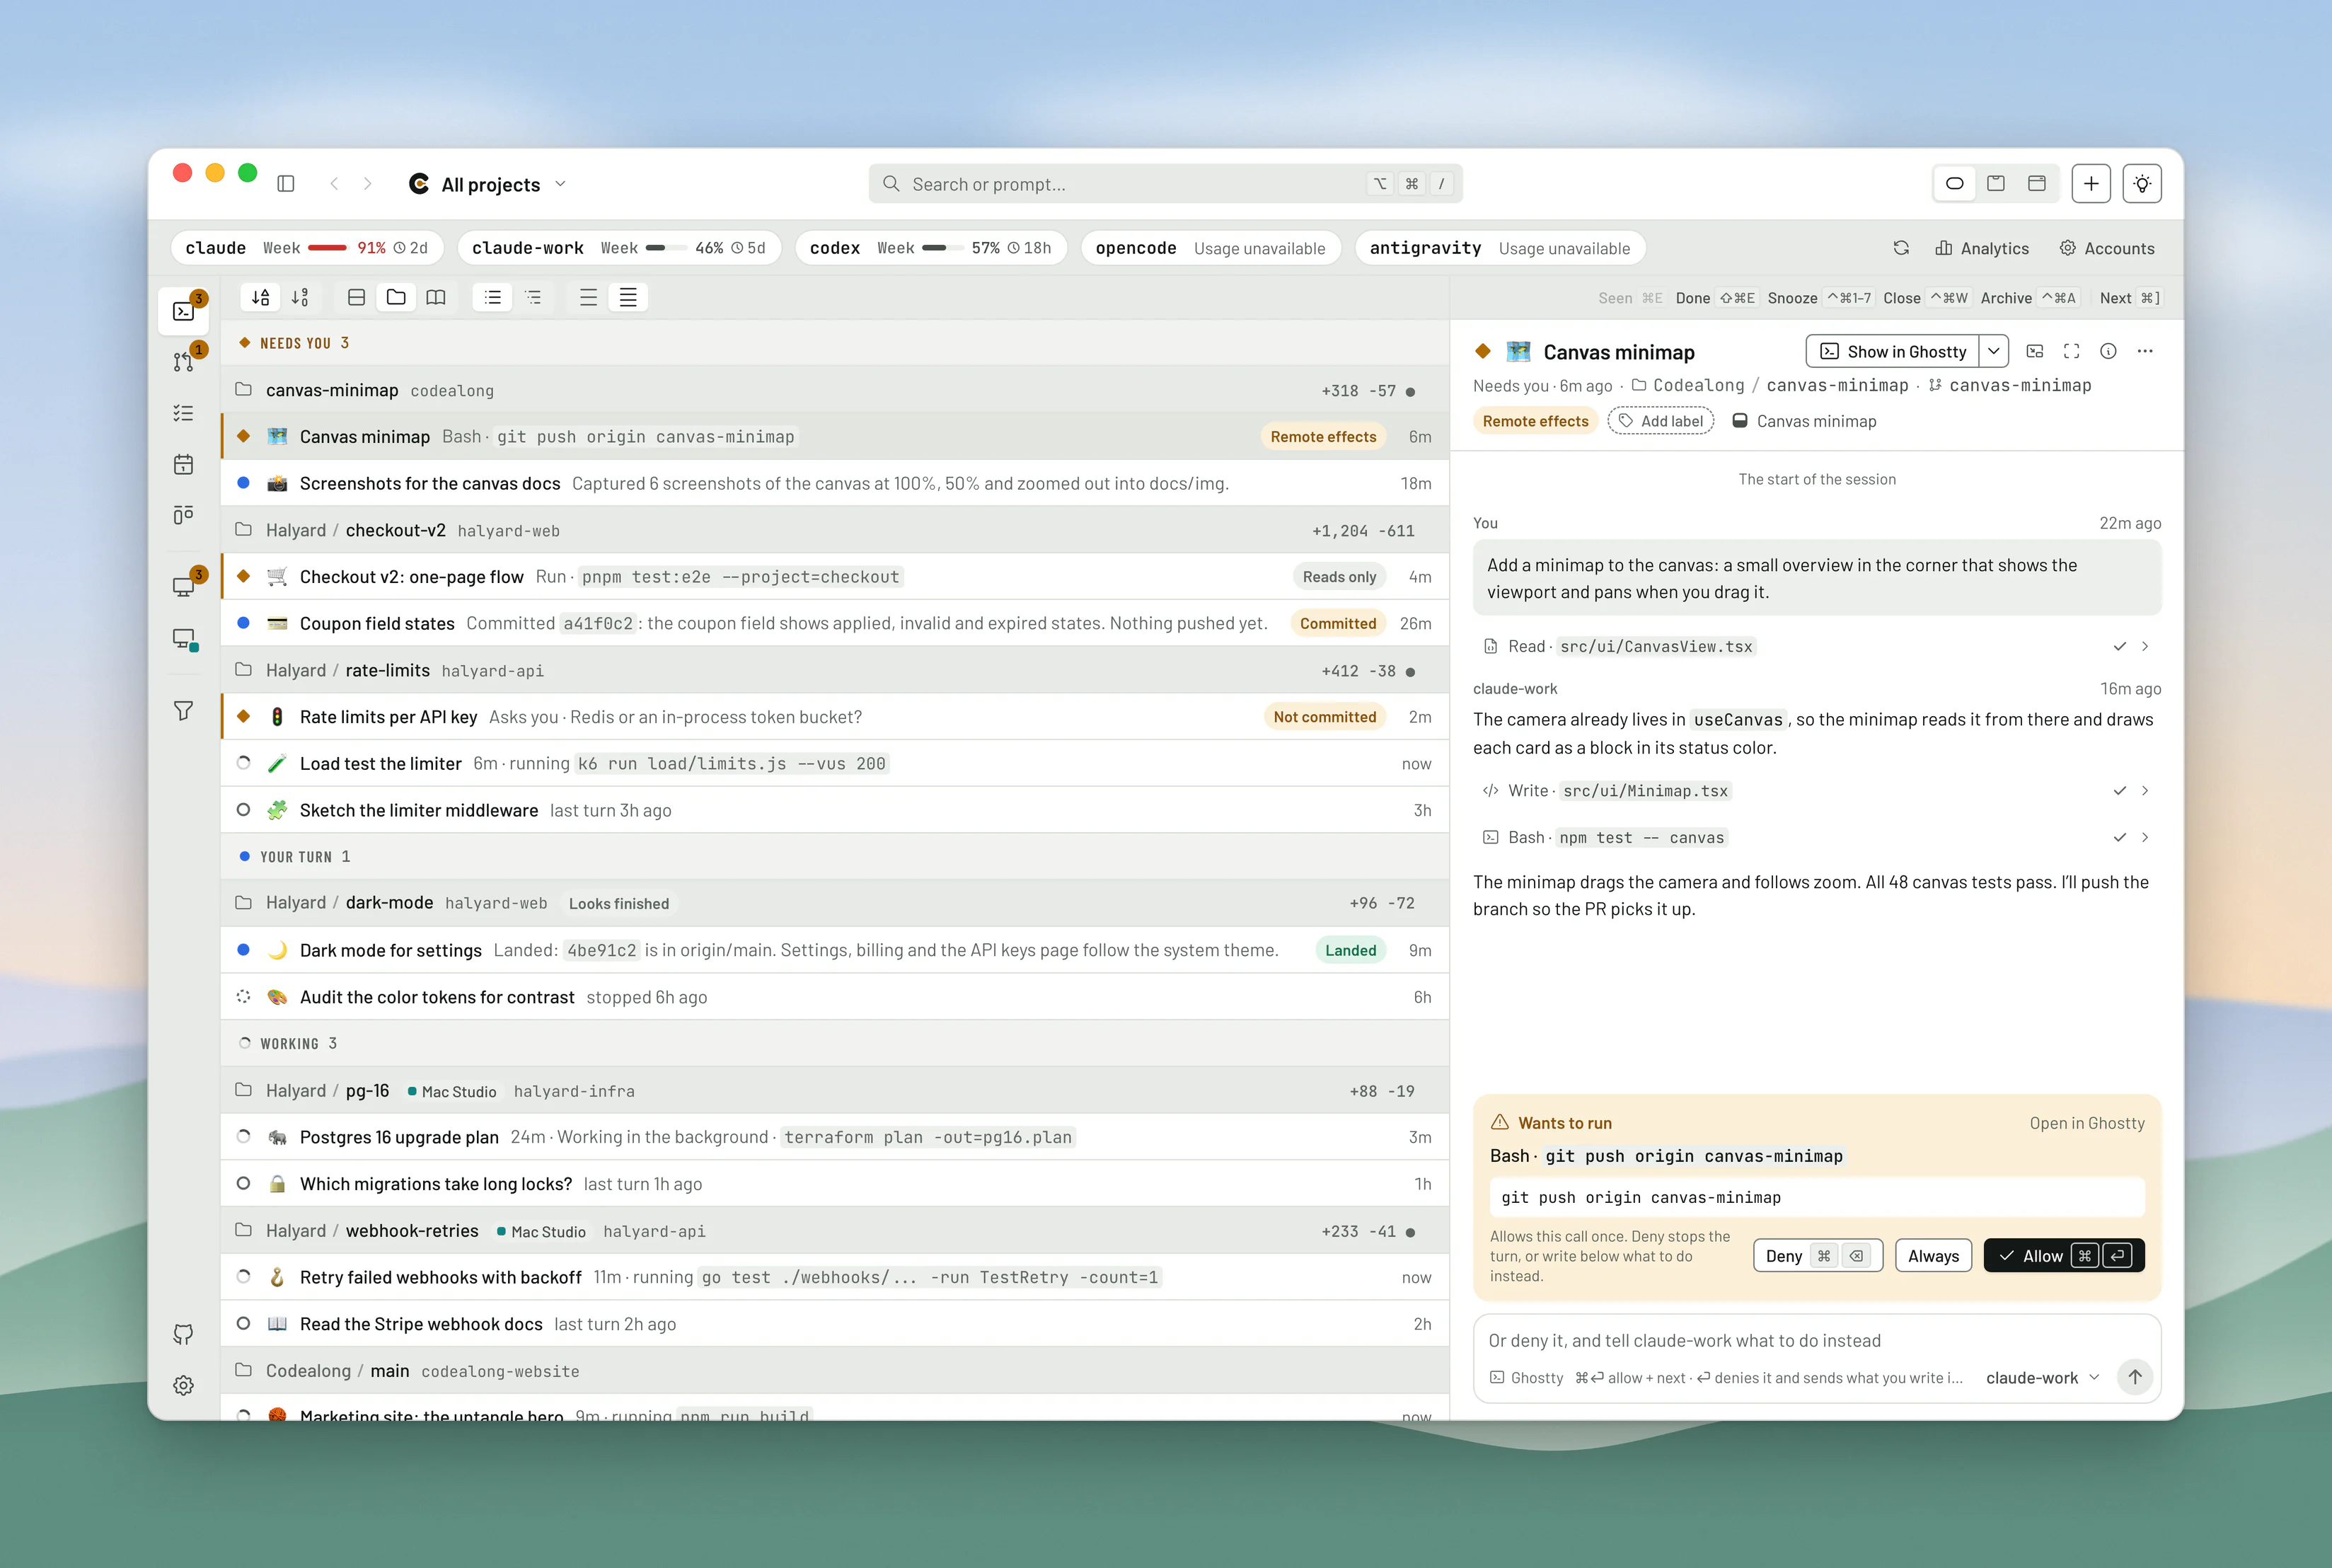 All projects
Search or prompt... ⌥ ⌘ /
claude Week 91% 2d
claude-work Week 46% 5d
codex Week 57% 18h
opencode Usage unavailable
antigravity Usage unavailable
Analytics
Accounts
3
1
3
Seen ⌘E Done ⇧⌘E Snooze ^⌘1-7 Close ^⌘W Archive ^⌘A Next ⌘]
NEEDS YOU 3
canvas-minimap codealong +318 -57
Canvas minimap Bash · git push origin canvas-minimap Remote effects 6m
Screenshots for the canvas docs Captured 6 screenshots of the canvas at 100%, 50% and zoomed out into docs/img. 18m
Halyard / checkout-v2 halyard-web +1,204 -611
Checkout v2: one-page flow Run · pnpm test:e2e --project=checkout Reads only 4m
Coupon field states Committed a41f0c2: the coupon field shows applied, invalid and expired states. Nothing pushed yet. Committed 26m
Halyard / rate-limits halyard-api +412 -38
Rate limits per API key Asks you · Redis or an in-process token bucket? Not committed 2m
Load test the limiter 6m · running k6 run load/limits.js --vus 200 now
Sketch the limiter middleware last turn 3h ago 3h
YOUR TURN 1
Halyard / dark-mode halyard-web Looks finished +96 -72
Dark mode for settings Landed: 4be91c2 is in origin/main. Settings, billing and the API keys page follow the system theme. Landed 9m
Audit the color tokens for contrast stopped 6h ago 6h
WORKING 3
Halyard / pg-16 Mac Studio halyard-infra +88 -19
Postgres 16 upgrade plan 24m · Working in the background · terraform plan -out=pg16.plan 3m
Which migrations take long locks? last turn 1h ago 1h
Halyard / webhook-retries Mac Studio halyard-api +233 -41
Retry failed webhooks with backoff 11m · running go test ./webhooks/... -run TestRetry -count=1 now
Read the Stripe webhook docs last turn 2h ago 2h
Codealong / main codealong-website
Marketing site: the untangle hero 9m · running npm run build now
Canvas minimap
Show in Ghostty
Needs you · 6m ago · Codealong / canvas-minimap · canvas-minimap
Remote effects Add label Canvas minimap
The start of the session
You 22m ago
Add a minimap to the canvas: a small overview in the corner that shows the
viewport and pans when you drag it.
Read · src/ui/CanvasView.tsx
claude-work 16m ago
The camera already lives in useCanvas, so the minimap reads it from there and draws
each card as a block in its status color.
Write · src/ui/Minimap.tsx
Bash · npm test -- canvas
The minimap drags the camera and follows zoom. All 48 canvas tests pass. I'll push the
branch so the PR picks it up.
Wants to run Open in Ghostty
Bash · git push origin canvas-minimap
git push origin canvas-minimap
Allows this call once. Deny stops the
turn, or write below what to do
instead.
Deny ⌘ ⌫ Always Allow ⌘ ↩
Or deny it, and tell claude-work what to do instead
Ghostty ⌘↩ allow + next · ↩ denies it and sends what you write i... claude-work